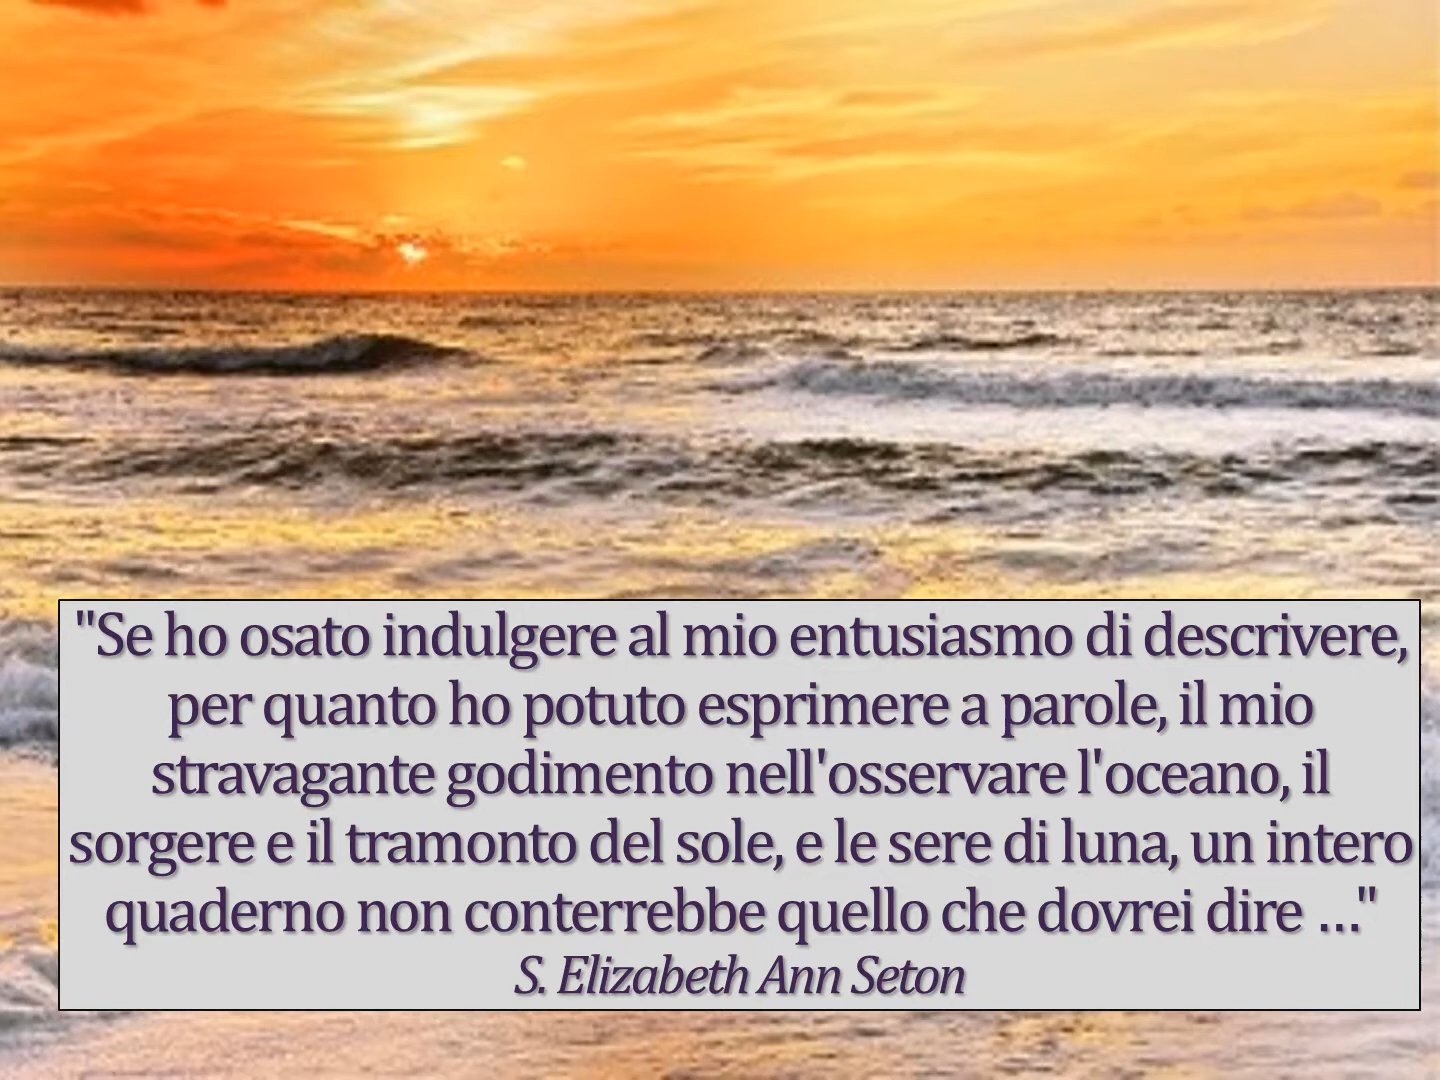 "Se ho osato indulgere al mio entusiasmo di descrivere,
per quanto ho potuto esprimere a parole, il mio
stravagante godimento nell'osservare l'oceano, il
sorgere e il tramonto del sole, e le sere di luna, un intero
quaderno non conterrebbe quello che dovrei dire …"
S. Elizabeth Ann Seton